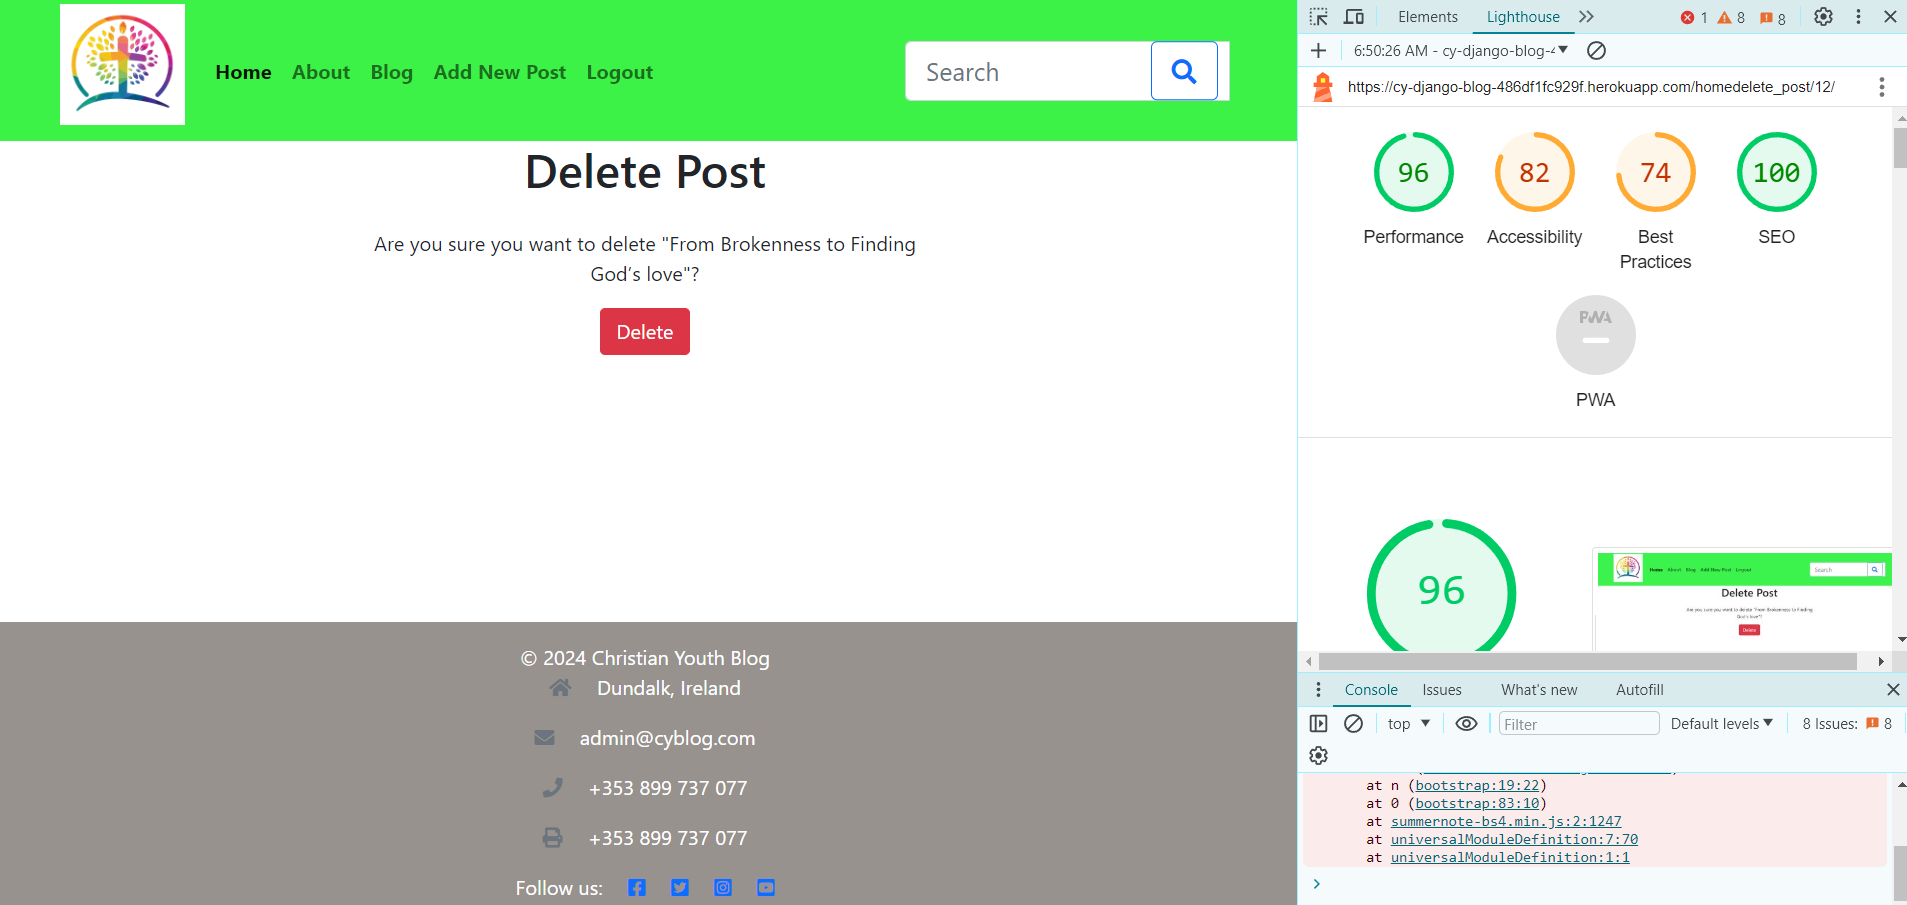 Home About Blog Add New Post Logout
Search
Delete Post
Are you sure you want to delete "From Brokenness to Finding
God’s love"?
Delete
© 2024 Christian Youth Blog
Dundalk, Ireland
admin@cyblog.com
+353 899 737 077
+353 899 737 077
Follow us:
Elements Lighthouse 1 8 8
6:50:26 AM - cy-django-blog-4
https://cy-django-blog-486df1fc929f.herokuapp.com/homedelete_post/12/
96 82 74 100
Performance Accessibility Best Practices SEO
PWA
PWA
96
Home About Blog Add New Post Logout
Search
Delete Post
Are you sure you want to delete "From Brokenness to Finding
God's love"?
Delete
Console Issues What's new Autofill
top Filter Default levels 8 Issues: 8
at n (bootstrap:19:22)
at 0 (bootstrap:83:10)
at summernote-bs4.min.js:2:1247
at universalModuleDefinition:7:70
at universalModuleDefinition:1:1